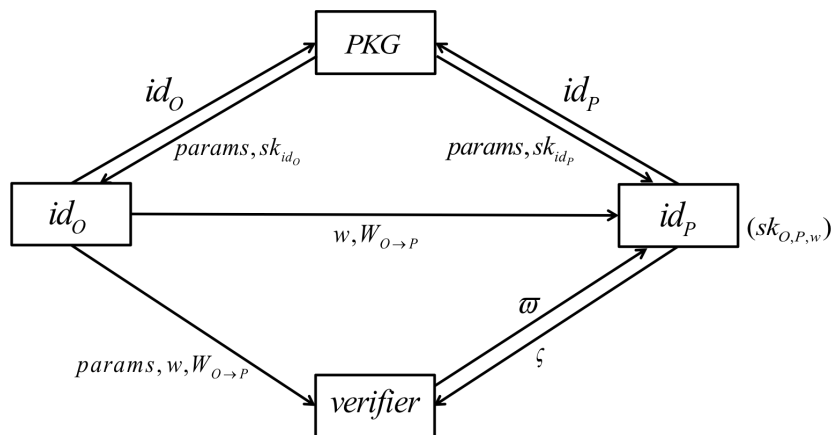 PKG
id_O
id_P
params, sk_{id_O}
params, sk_{id_P}
id_O
id_P
(sk_{O,P,w})
w, W_{O→P}
ϖ
ς
params, w, W_{O→P}
verifier